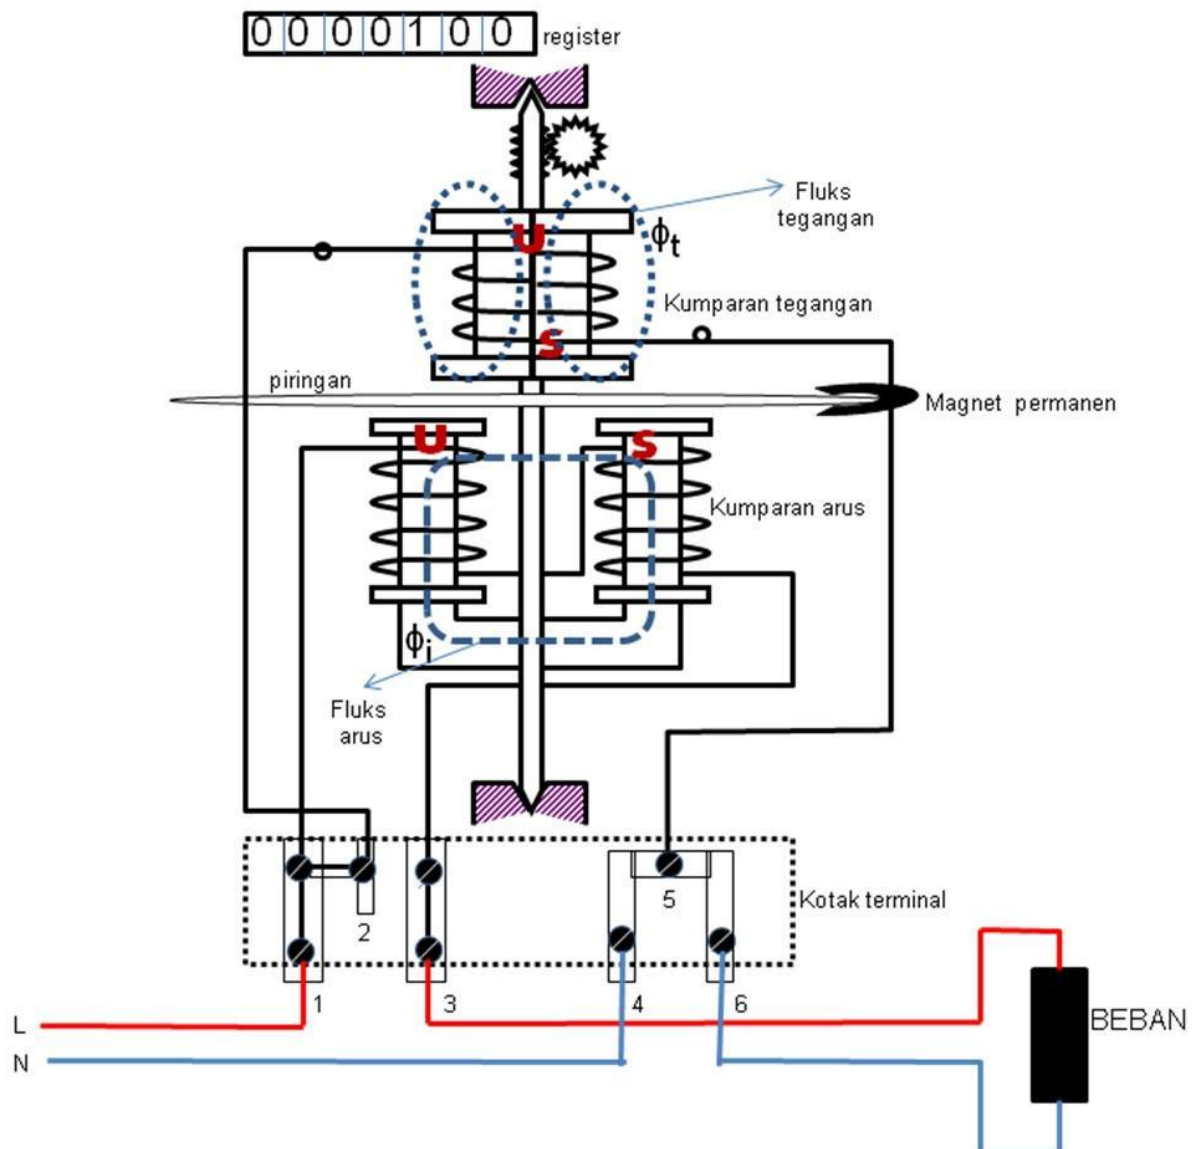 0000100 register
Fluks
tegangan
U
ϕt
Kumparan tegangan
S
piringan
Magnet permanen
U
S
Kumparan arus
ϕi
Fluks
arus
5
Kotak terminal
2
1
3
4
6
L
BEBAN
N